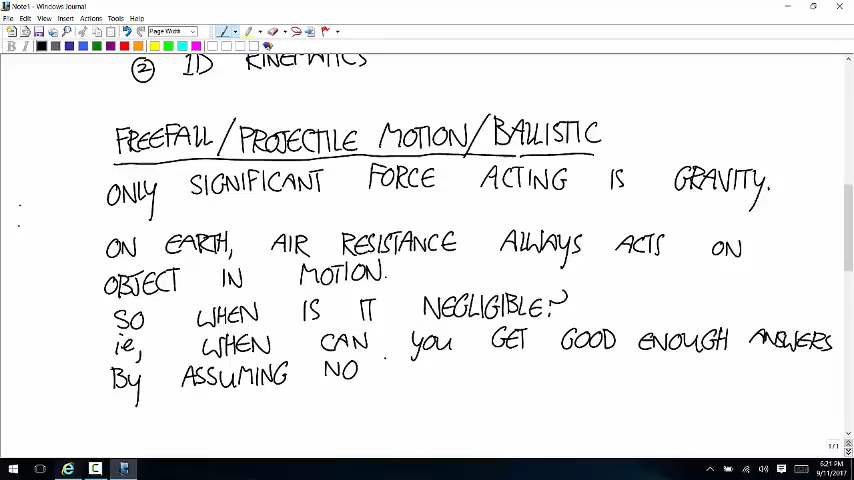 Note1 - Windows Journal
File Edit View Insert Actions Tools Help
Page Width
B I
② 1D KINEMATICS
FREEFALL/PROJECTILE MOTION/BALLISTIC
ONLY SIGNIFICANT FORCE ACTING IS GRAVITY.
ON EARTH, AIR RESISTANCE ALWAYS ACTS ON
OBJECT IN MOTION.
SO WHEN IS IT NEGLIGIBLE?
ie, WHEN CAN YOU GET GOOD ENOUGH ANSWERS
BY ASSUMING NO
1/1
6:21 PM
9/11/2017